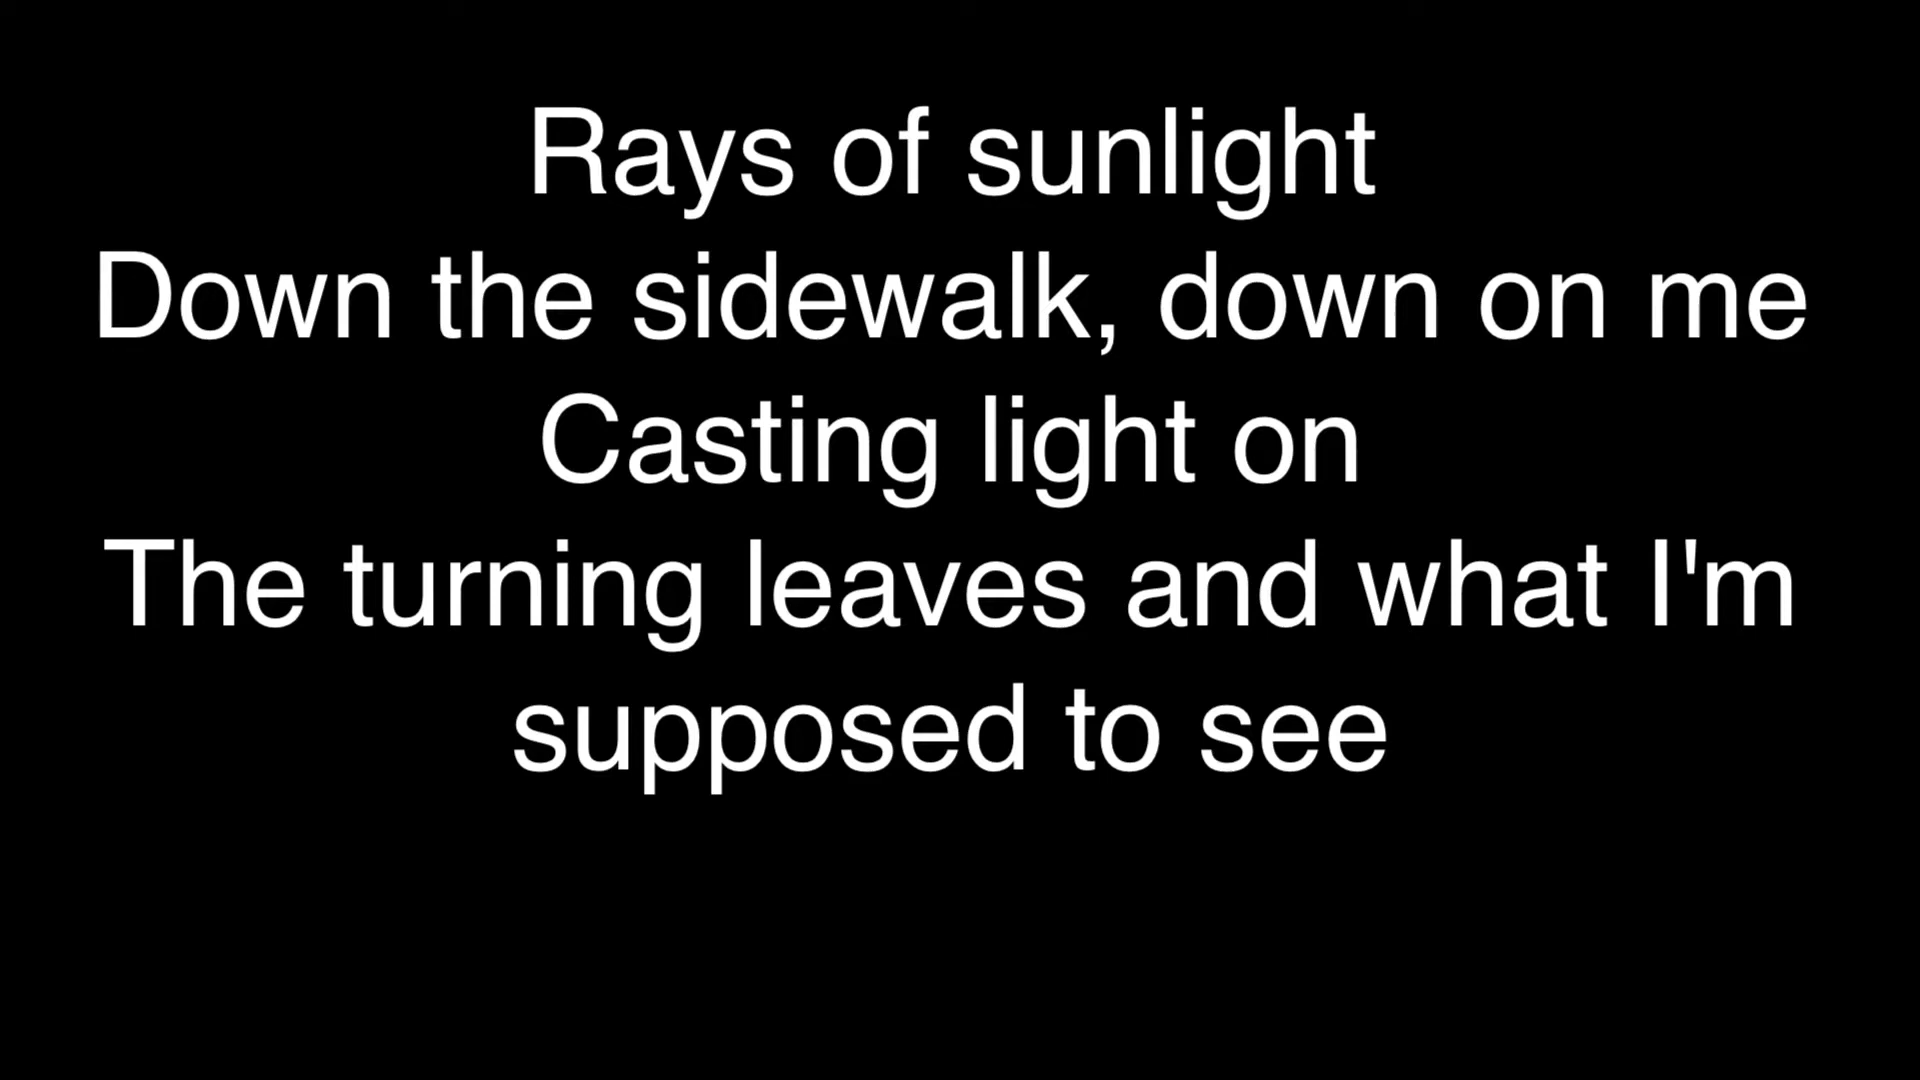 Rays of sunlight
Down the sidewalk, down on me
Casting light on
The turning leaves and what I'm
supposed to see